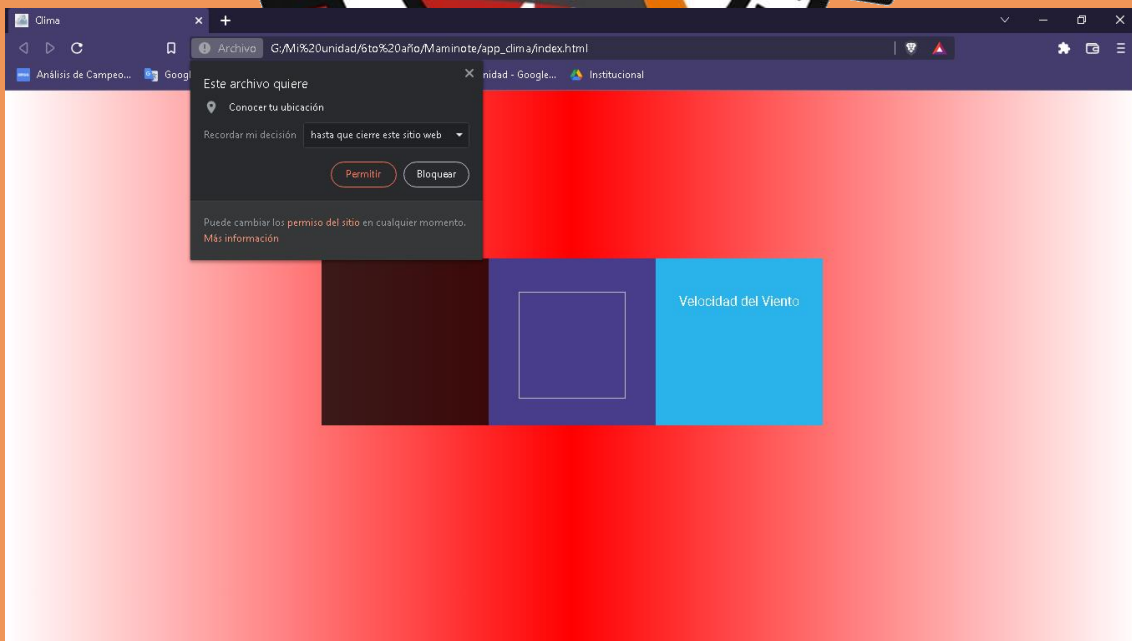 Clima
Archivo G:/Mi%20unidad/6to%20año/Maminote/app_clima/index.html
Análisis de Campeo... Googl nidad - Google... Institucional
Este archivo quiere
Conocer tu ubicación
Recordar mi decisión hasta que cierre este sitio web
Permitir Bloquear
Puede cambiar los permiso del sitio en cualquier momento.
Más información
Velocidad del Viento